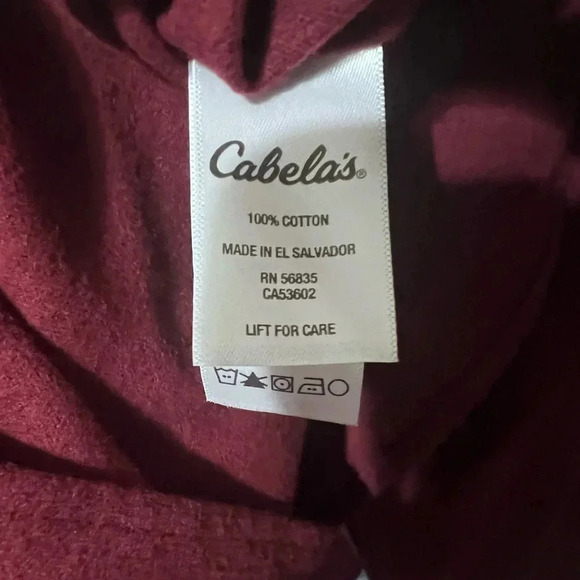 Cabela's®
100% COTTON
MADE IN EL SALVADOR
RN 56835
CA53602
LIFT FOR CARE